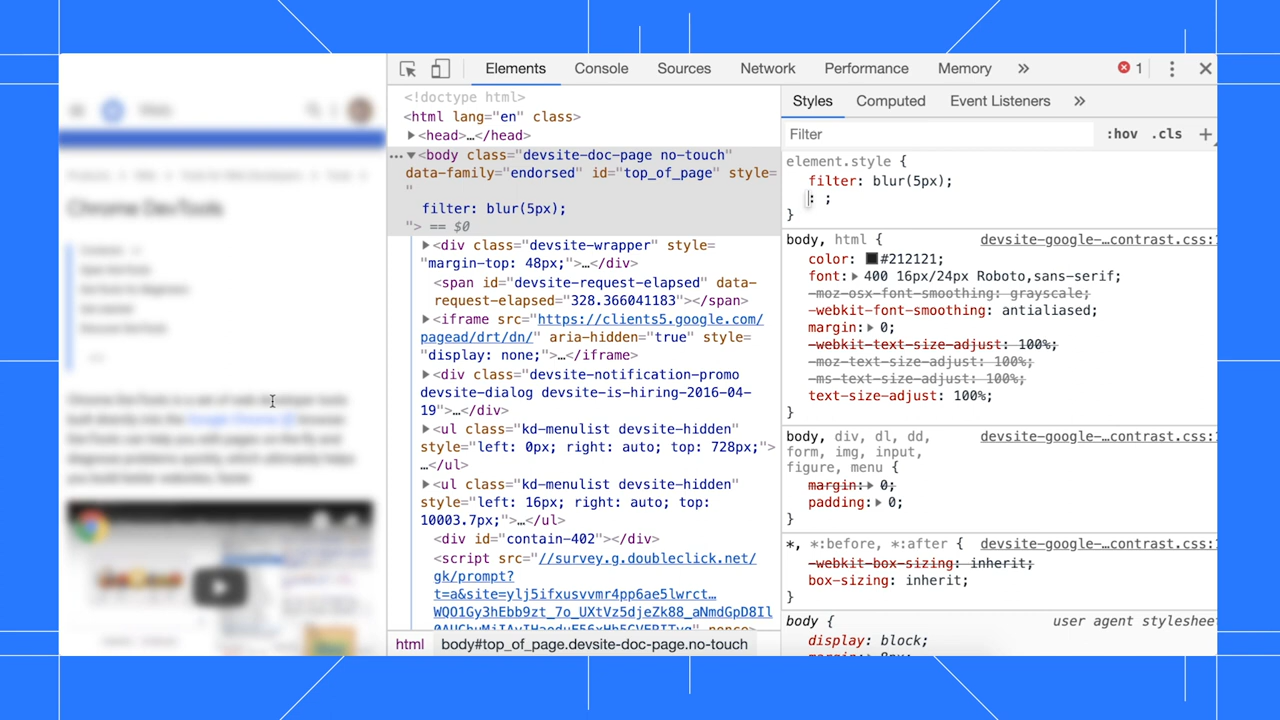 Chrome DevTools
Elements
Console
Sources
Network
Performance
Memory
»
1
<!doctype html>
<html lang="en" class>
<head>…</head>
<body class="devsite-doc-page no-touch"
data-family="endorsed" id="top_of_page" style=
"
filter: blur(5px);
"> == $0
<div class="devsite-wrapper" style=
"margin-top: 48px;">…</div>
<span id="devsite-request-elapsed" data-
request-elapsed="328.366041183"></span>
<iframe src="https://clients5.google.com/
pagead/drt/dn/" aria-hidden="true" style=
"display: none;">…</iframe>
<div class="devsite-notification-promo
devsite-dialog devsite-is-hiring-2016-04-
19">…</div>
<ul class="kd-menulist devsite-hidden"
style="left: 0px; right: auto; top: 728px;">
…</ul>
<ul class="kd-menulist devsite-hidden"
style="left: 16px; right: auto; top:
10003.7px;">…</ul>
<div id="contain-402"></div>
<script src="//survey.g.doubleclick.net/
gk/prompt?
t=a&site=ylj5ifxusvvmr4pp6ae5lwrct…
html
body#top_of_page.devsite-doc-page.no-touch
Styles
Computed
Event Listeners
»
Filter
:hov
.cls
+
element.style {
filter: blur(5px);
: ;
}
body, html {
devsite-google-…contrast.css:1
color: #212121;
font: 400 16px/24px Roboto,sans-serif;
-moz-osx-font-smoothing: grayscale;
-webkit-font-smoothing: antialiased;
margin: 0;
-webkit-text-size-adjust: 100%;
-moz-text-size-adjust: 100%;
-ms-text-size-adjust: 100%;
text-size-adjust: 100%;
}
body, div, dl, dd,
form, img, input,
figure, menu {
devsite-google-…contrast.css:1
margin: 0;
padding: 0;
}
*, *:before, *:after {
devsite-google-…contrast.css:1
-webkit-box-sizing: inherit;
box-sizing: inherit;
}
body {
user agent stylesheet
display: block;